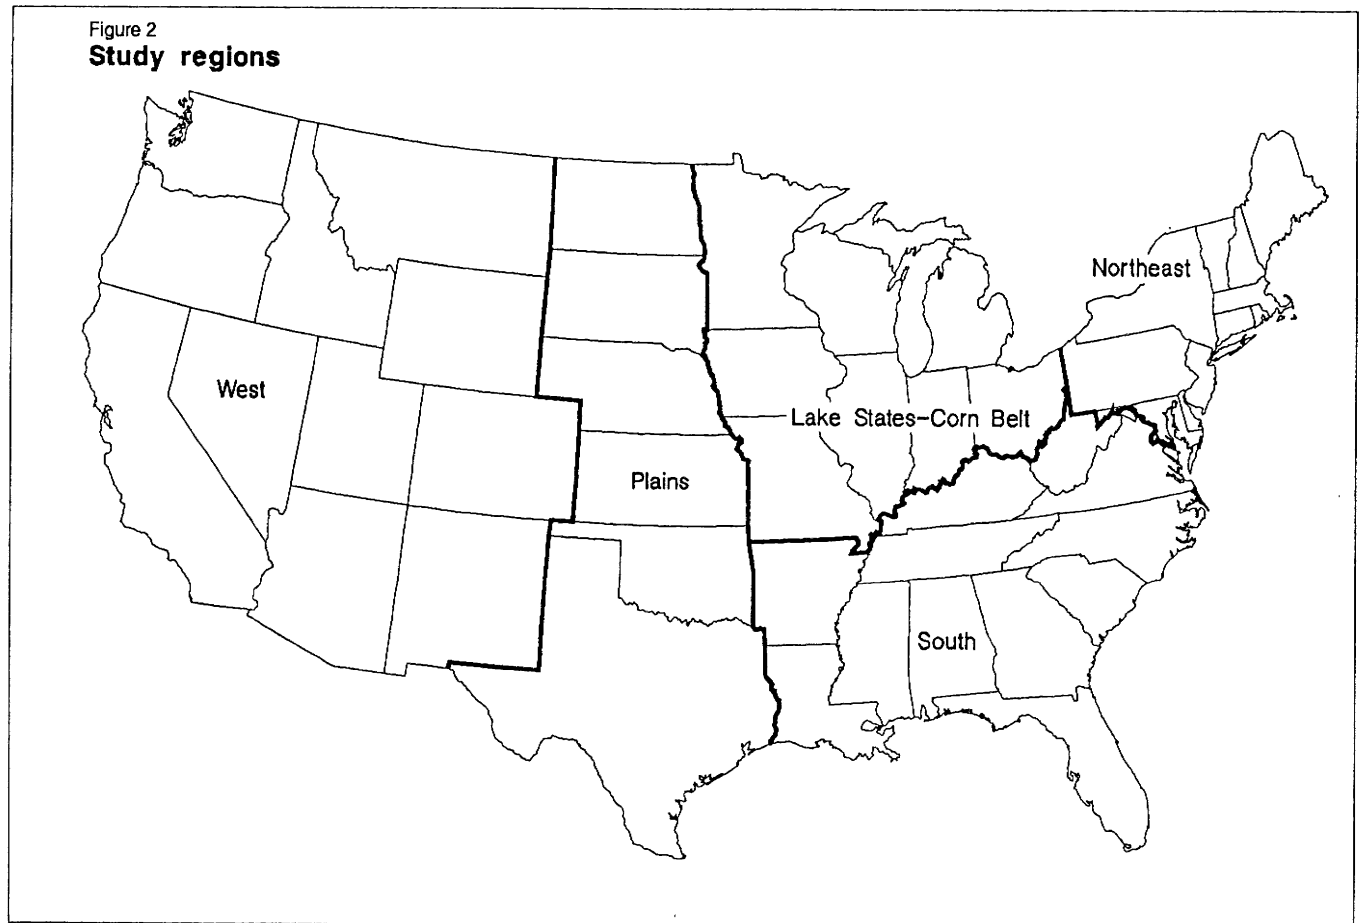 Figure 2
Study regions
Northeast
West
Lake States-Corn Belt
Plains
South